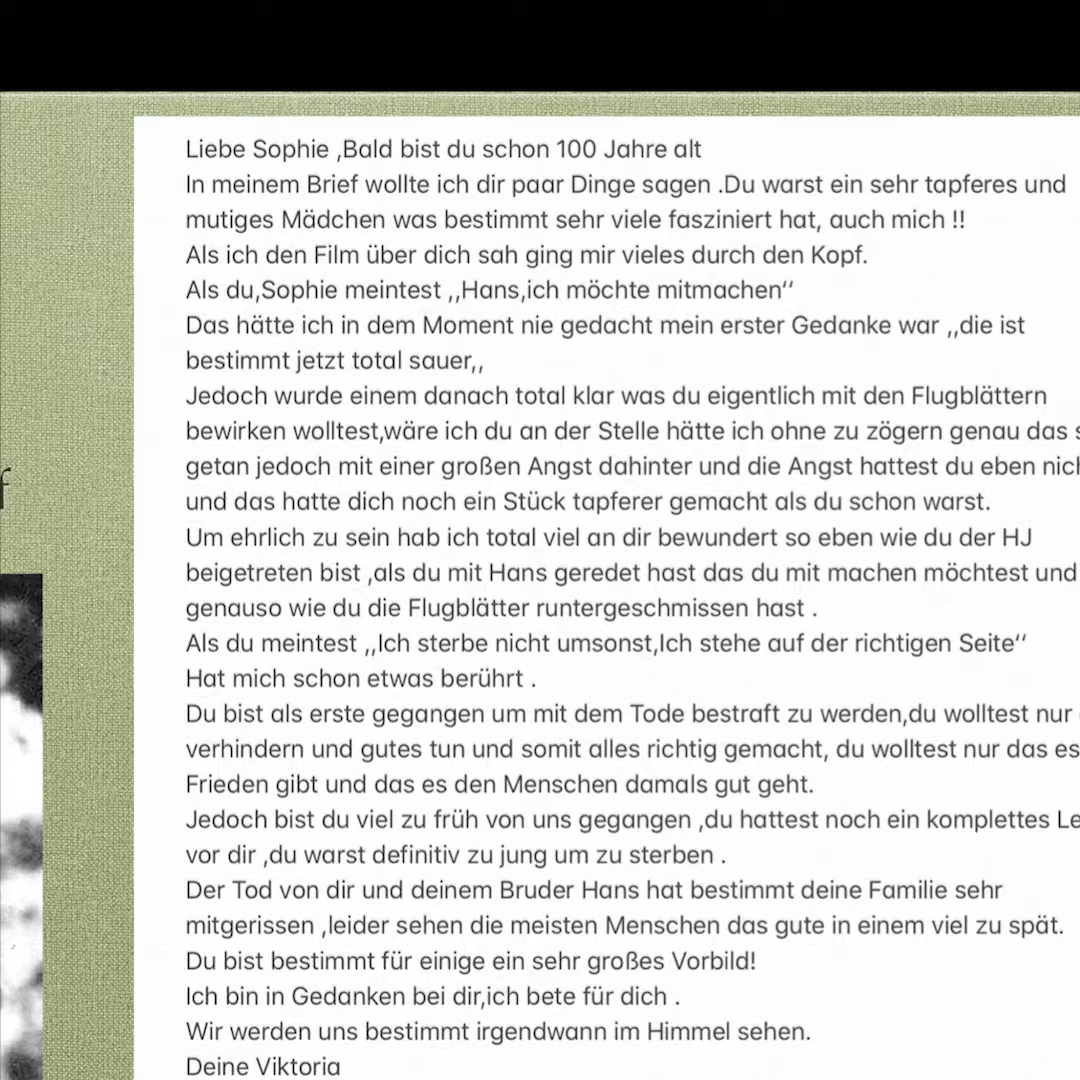 Liebe Sophie ,Bald bist du schon 100 Jahre alt
In meinem Brief wollte ich dir paar Dinge sagen .Du warst ein sehr tapferes und
mutiges Mädchen was bestimmt sehr viele fasziniert hat, auch mich !!
Als ich den Film über dich sah ging mir vieles durch den Kopf.
Als du,Sophie meintest ,,Hans,ich möchte mitmachen‘‘
Das hätte ich in dem Moment nie gedacht mein erster Gedanke war ,,die ist
bestimmt jetzt total sauer,,
Jedoch wurde einem danach total klar was du eigentlich mit den Flugblättern
bewirken wolltest,wäre ich du an der Stelle hätte ich ohne zu zögern genau das
getan jedoch mit einer großen Angst dahinter und die Angst hattest du eben
und das hatte dich noch ein Stück tapferer gemacht als du schon warst.
Um ehrlich zu sein hab ich total viel an dir bewundert so eben wie du der HJ
beigetreten bist ,als du mit Hans geredet hast das du mit machen möchtest und
genauso wie du die Flugblätter runtergeschmissen hast .
Als du meintest ,,Ich sterbe nicht umsonst,Ich stehe auf der richtigen Seite‘‘
Hat mich schon etwas berührt .
Du bist als erste gegangen um mit dem Tode bestraft zu werden,du wolltest nur
verhindern und gutes tun und somit alles richtig gemacht, du wolltest nur das es
Frieden gibt und das es den Menschen damals gut geht.
Jedoch bist du viel zu früh von uns gegangen ,du hattest noch ein komplettes
vor dir ,du warst definitiv zu jung um zu sterben .
Der Tod von dir und deinem Bruder Hans hat bestimmt deine Familie sehr
mitgerissen ,leider sehen die meisten Menschen das gute in einem viel zu spät.
Du bist bestimmt für einige ein sehr großes Vorbild!
Ich bin in Gedanken bei dir,ich bete für dich .
Wir werden uns bestimmt irgendwann im Himmel sehen.
Deine Viktoria